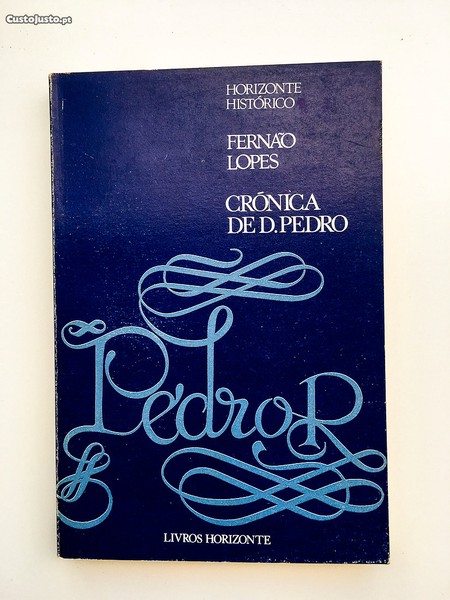 CustoJusto.pt
HORIZONTE
HISTÓRICO
FERNÃO
LOPES
CRÓNICA
DE D. PEDRO
Pedro R
LIVROS HORIZONTE